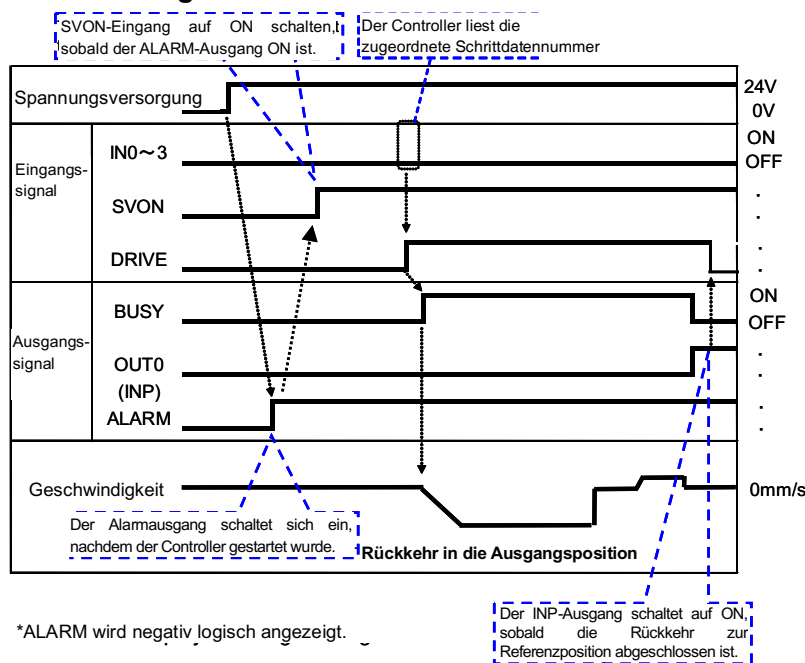 SVON-Eingang auf ON schalten,
sobald der ALARM-Ausgang ON ist.
Der Controller liest die
zugeordnete Schrittdatennummer
Spannungsversorgung
24V
0V
Eingangs-
signal
IN0~3
ON
OFF
SVON
DRIVE
Ausgangs-
signal
BUSY
ON
OFF
OUT0
(INP)
ALARM
Geschwindigkeit
0mm/s
Der Alarmausgang schaltet sich ein,
nachdem der Controller gestartet wurde.
Rückkehr in die Ausgangsposition
Der INP-Ausgang schaltet auf ON,
sobald die Rückkehr zur
Referenzposition abgeschlossen ist.
*ALARM wird negativ logisch angezeigt.